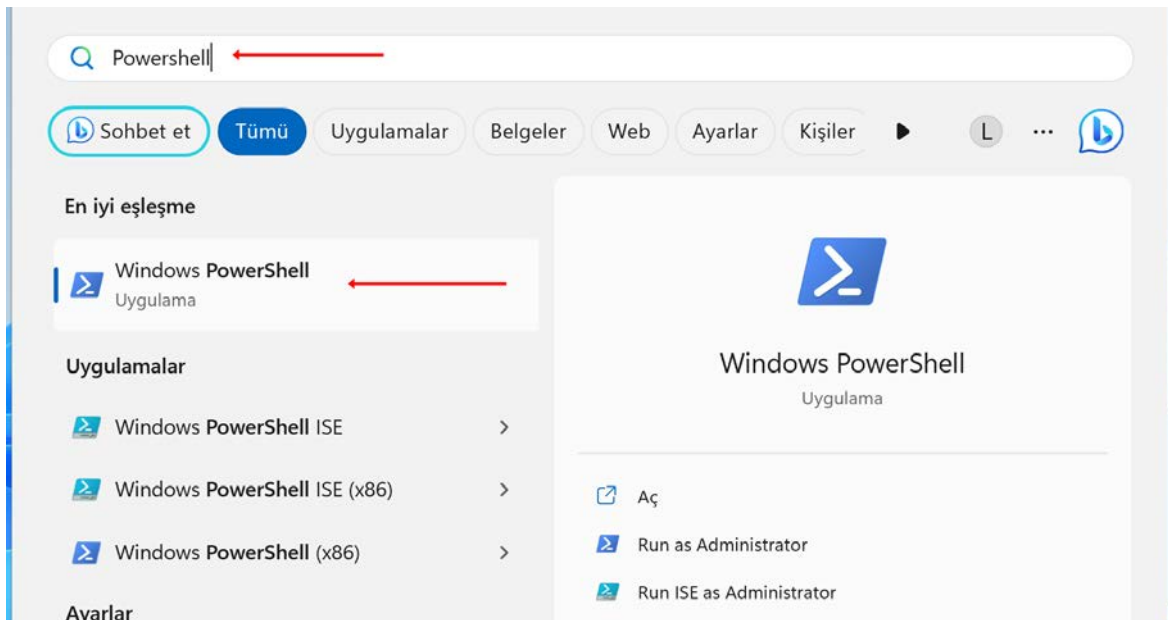 Powershell
Sohbet et
Tümü
Uygulamalar
Belgeler
Web
Ayarlar
Kişiler
L
...
En iyi eşleşme
Windows PowerShell
Uygulama
Uygulamalar
Windows PowerShell ISE
Windows PowerShell ISE (x86)
Windows PowerShell (x86)
Ayarlar
Windows PowerShell
Uygulama
Aç
Run as Administrator
Run ISE as Administrator